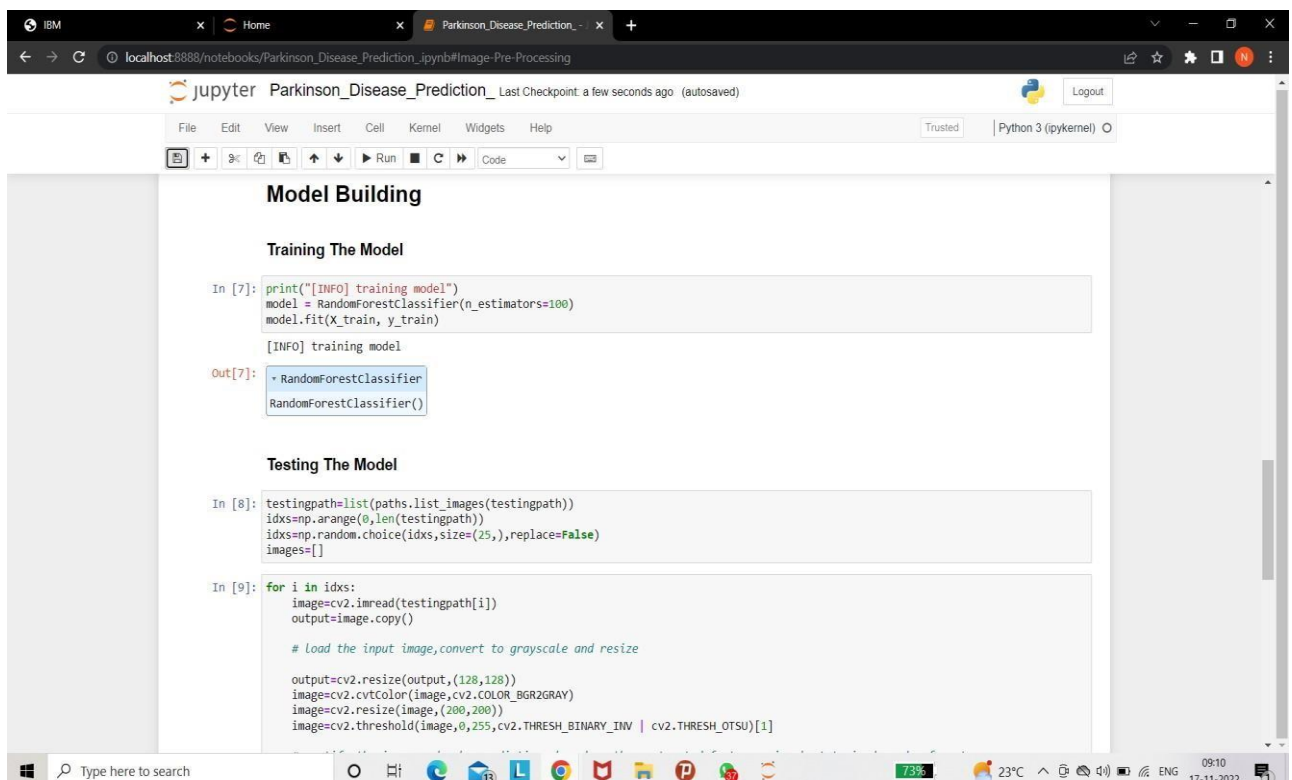 IBM
Home
Parkinson_Disease_Prediction_ -
localhost:8888/notebooks/Parkinson_Disease_Prediction_.ipynb#Image-Pre-Processing
N
jupyter Parkinson_Disease_Prediction_ Last Checkpoint: a few seconds ago (autosaved)
Logout
File Edit View Insert Cell Kernel Widgets Help
Trusted
Python 3 (ipykernel)
Run
Code
Model Building
Training The Model
In [7]: print("[INFO] training model")
model = RandomForestClassifier(n_estimators=100)
model.fit(X_train, y_train)
[INFO] training model
Out[7]:
RandomForestClassifier
RandomForestClassifier()
Testing The Model
In [8]: testingpath=list(paths.list_images(testingpath))
idxs=np.arange(0,len(testingpath))
idxs=np.random.choice(idxs,size=(25,),replace=False)
images=[]
In [9]: for i in idxs:
image=cv2.imread(testingpath[i])
output=image.copy()
# load the input image,convert to grayscale and resize
output=cv2.resize(output,(128,128))
image=cv2.cvtColor(image,cv2.COLOR_BGR2GRAY)
image=cv2.resize(image,(200,200))
image=cv2.threshold(image,0,255,cv2.THRESH_BINARY_INV | cv2.THRESH_OTSU)[1]
Type here to search
13
L
37
73%
23°C
ENG
09:10
17-11-2022